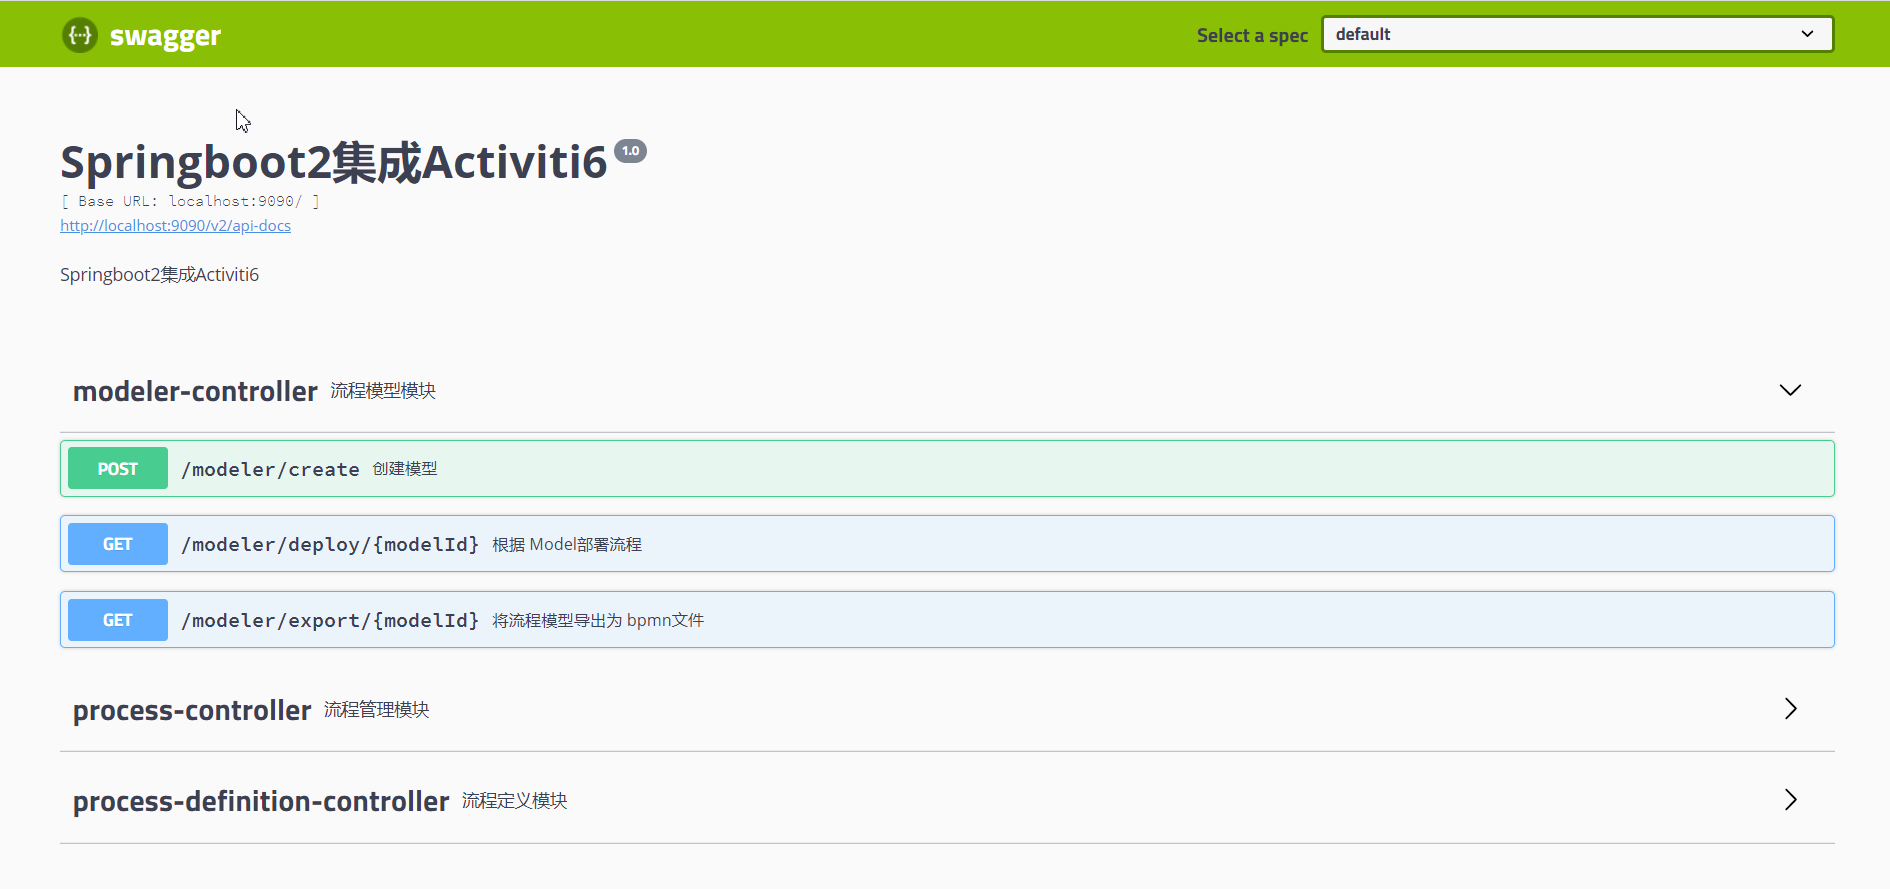 swagger
Select a spec default
Springboot2集成Activiti6 1.0
[ Base URL: localhost:9090/ ]
http://localhost:9090/v2/api-docs
Springboot2集成Activiti6
modeler-controller 流程模型模块
POST /modeler/create 创建模型
GET /modeler/deploy/{modelId} 根据 Model部署流程
GET /modeler/export/{modelId} 将流程模型导出为 bpmn文件
process-controller 流程管理模块
process-definition-controller 流程定义模块